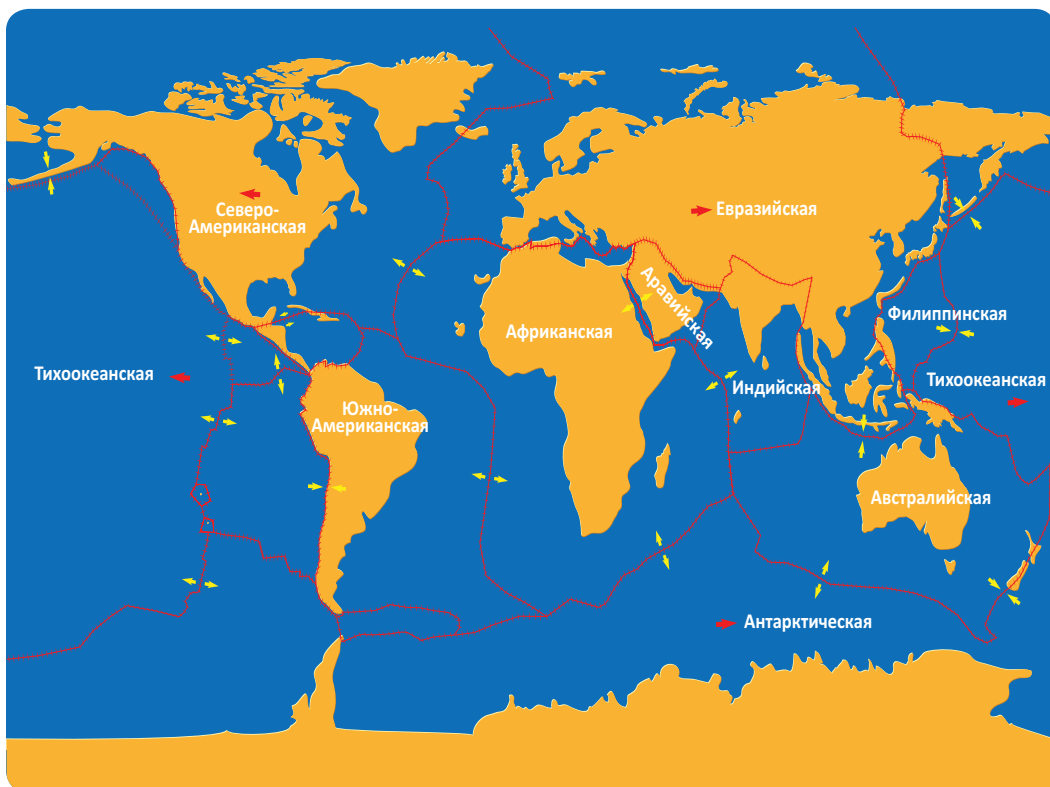 Северо-
Американская
Евразийская
Аравийская
Филиппинская
Африканская
Тихоокеанская
Индийская
Тихоокеанская
Южно-
Американская
Австралийская
Антарктическая